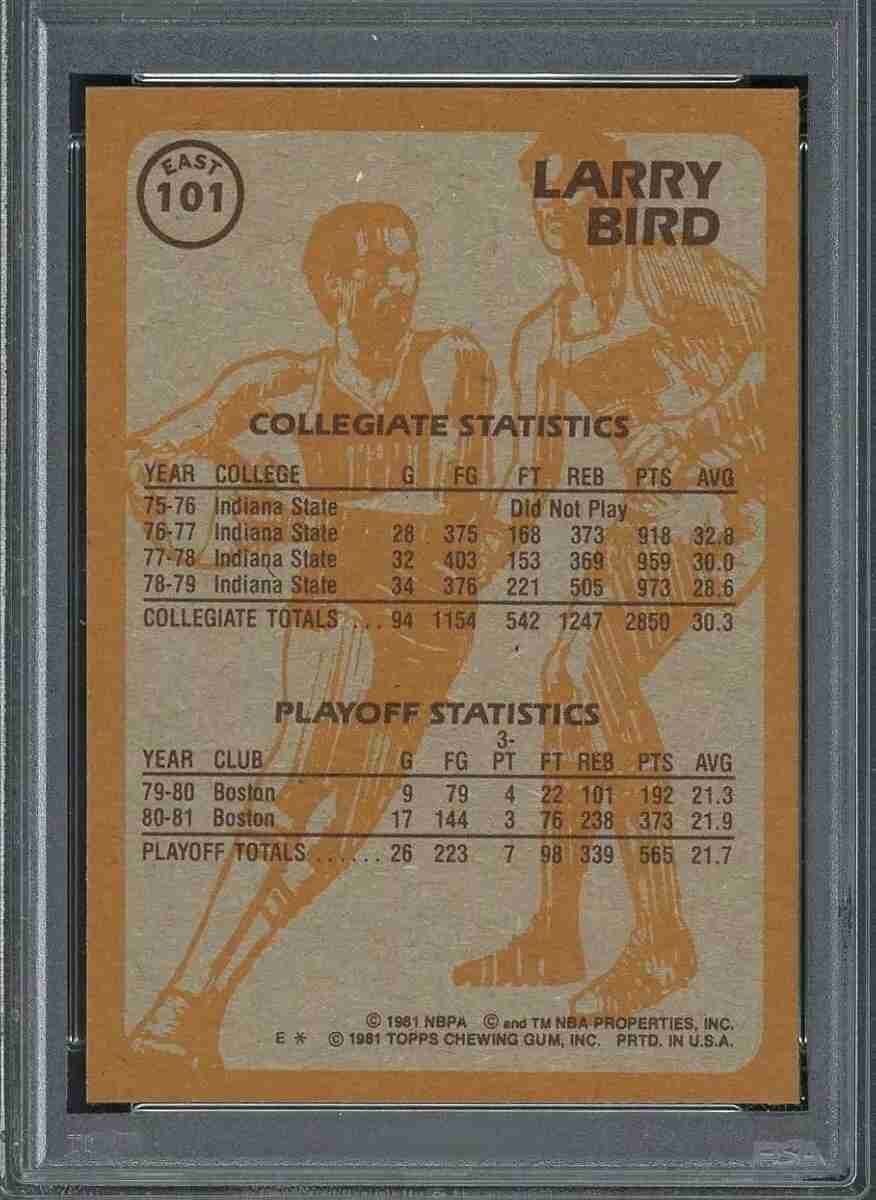 EAST
101
LARRY
BIRD
COLLEGIATE STATISTICS
YEAR COLLEGE G FG FT REB PTS AVG
75-76 Indiana State Did Not Play
76-77 Indiana State 28 375 168 373 918 32.8
77-78 Indiana State 32 403 153 369 959 30.0
78-79 Indiana State 34 376 221 505 973 28.6
COLLEGIATE TOTALS ... 94 1154 542 1247 2850 30.3
PLAYOFF STATISTICS
3-
YEAR CLUB G FG PT FT REB PTS AVG
79-80 Boston 9 79 4 22 101 192 21.3
80-81 Boston 17 144 3 76 238 373 21.9
PLAYOFF TOTALS ...... 26 223 7 98 339 565 21.7
© 1981 NBPA © and TM NBA PROPERTIES, INC.
E * © 1981 TOPPS CHEWING GUM, INC. PRTD. IN U.S.A.
PSA